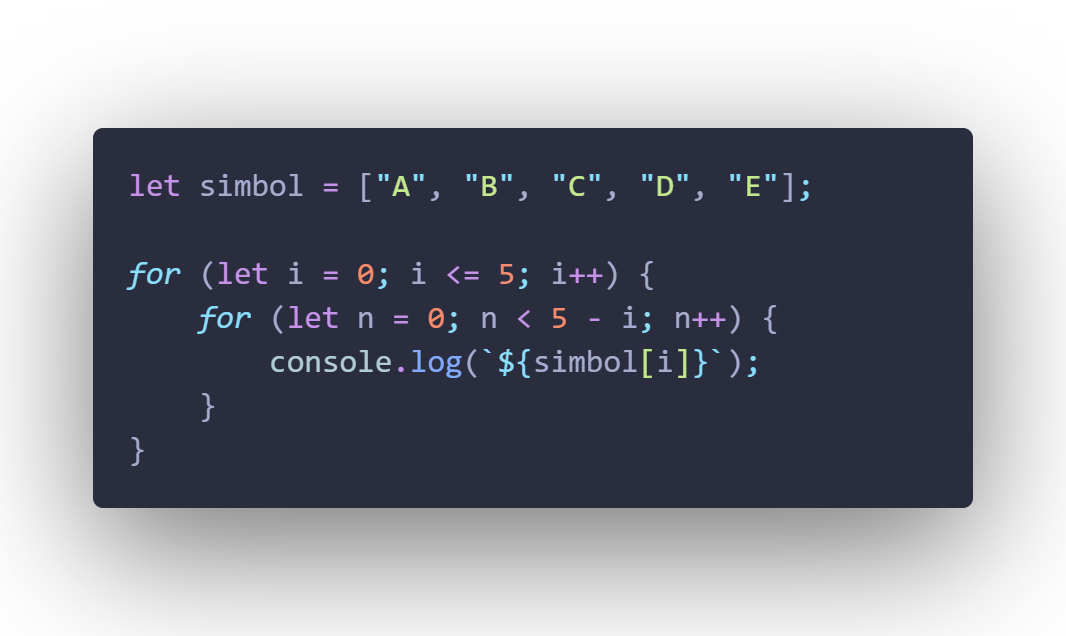 let simbol = ["A", "B", "C", "D", "E"];
for (let i = 0; i <= 5; i++) {
for (let n = 0; n < 5 - i; n++) {
console.log(`${simbol[i]}`);
}
}